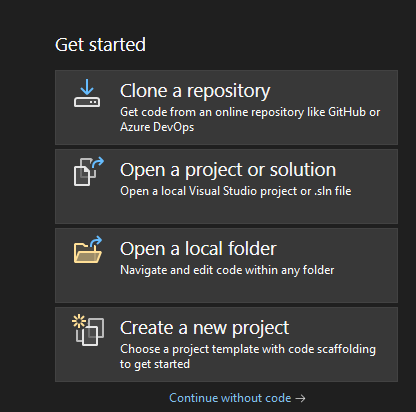 Get started
Clone a repository
Get code from an online repository like GitHub or
Azure DevOps
Open a project or solution
Open a local Visual Studio project or .sln file
Open a local folder
Navigate and edit code within any folder
Create a new project
Choose a project template with code scaffolding
to get started
Continue without code →